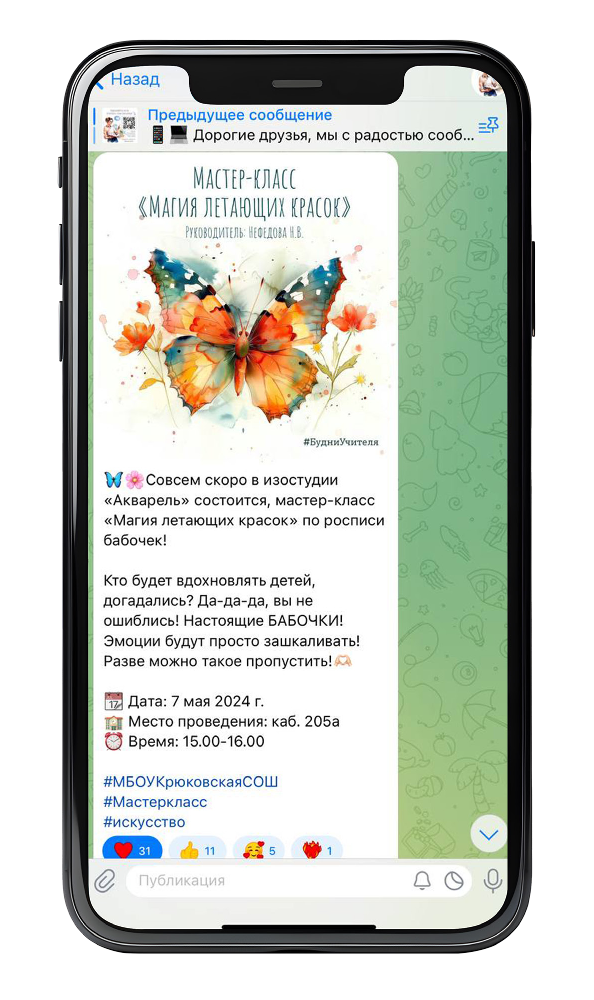 Назад
Предыдущее сообщение
Дорогие друзья, мы с радостью сооб...
Мастер-класс
«Магия летающих красок»
Руководитель: Нефедова Н.В.
#БудниУчителя
🦋🌸Совсем скоро в изостудии
«Акварель» состоится, мастер-класс
«Магия летающих красок» по росписи
бабочек!
Кто будет вдохновлять детей,
догадались? Да-да-да, вы не
ошиблись! Настоящие БАБОЧКИ!
Эмоции будут просто зашкаливать!
Разве можно такое пропустить!🫶🏻
📅 Дата: 7 мая 2024 г.
🏫 Место проведения: каб. 205а
⏰ Время: 15.00-16.00
#МБОУКрюковскаяСОШ
#Мастеркласс
#искусство
❤️ 31 👍 11 🥰 5 ❤️‍🔥 1
Публикация